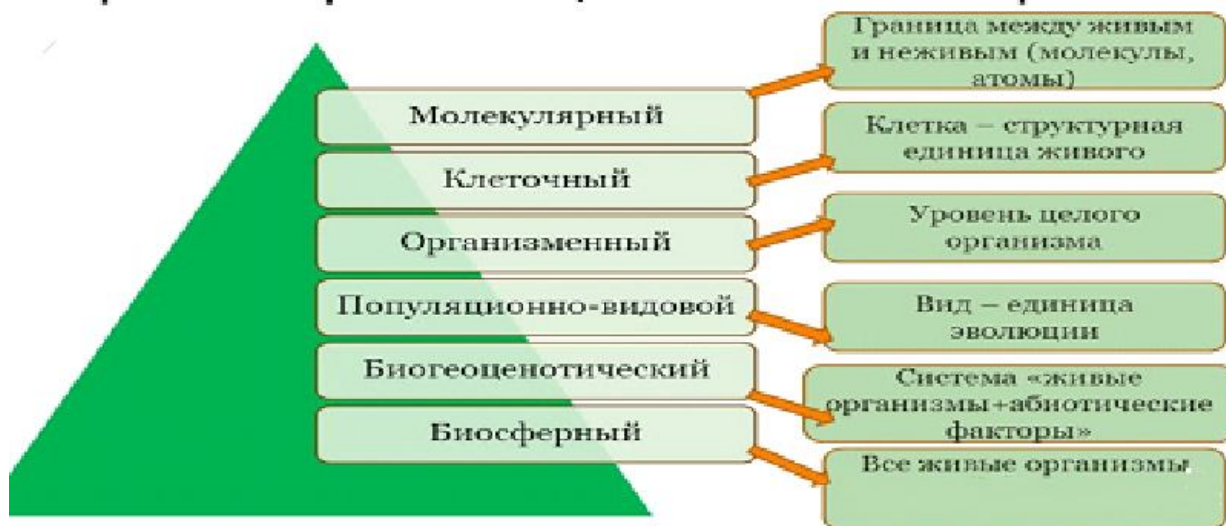 Молекулярный
Граница между живым
и неживым (молекулы,
атомы)
Клеточный
Клетка – структурная
единица живого
Организменный
Уровень целого
организма
Популяционно-видовой
Вид – единица
эволюции
Биогеоценотический
Система «живые
организмы+абиотические
факторы»
Биосферный
Все живые организмы.